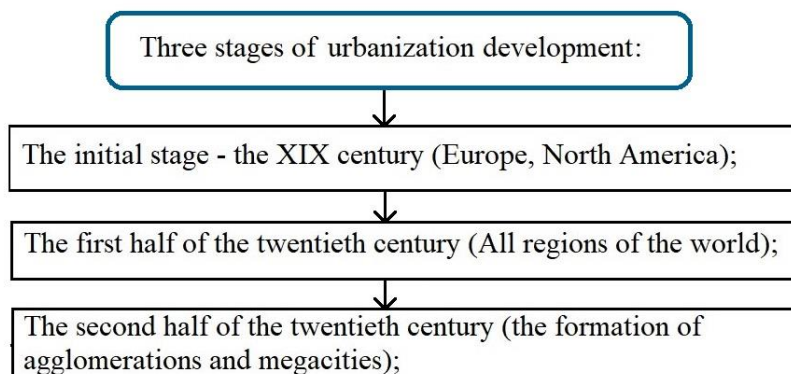 Three stages of urbanization development:
The initial stage - the XIX century (Europe, North America);
The first half of the twentieth century (All regions of the world);
The second half of the twentieth century (the formation of
agglomerations and megacities);